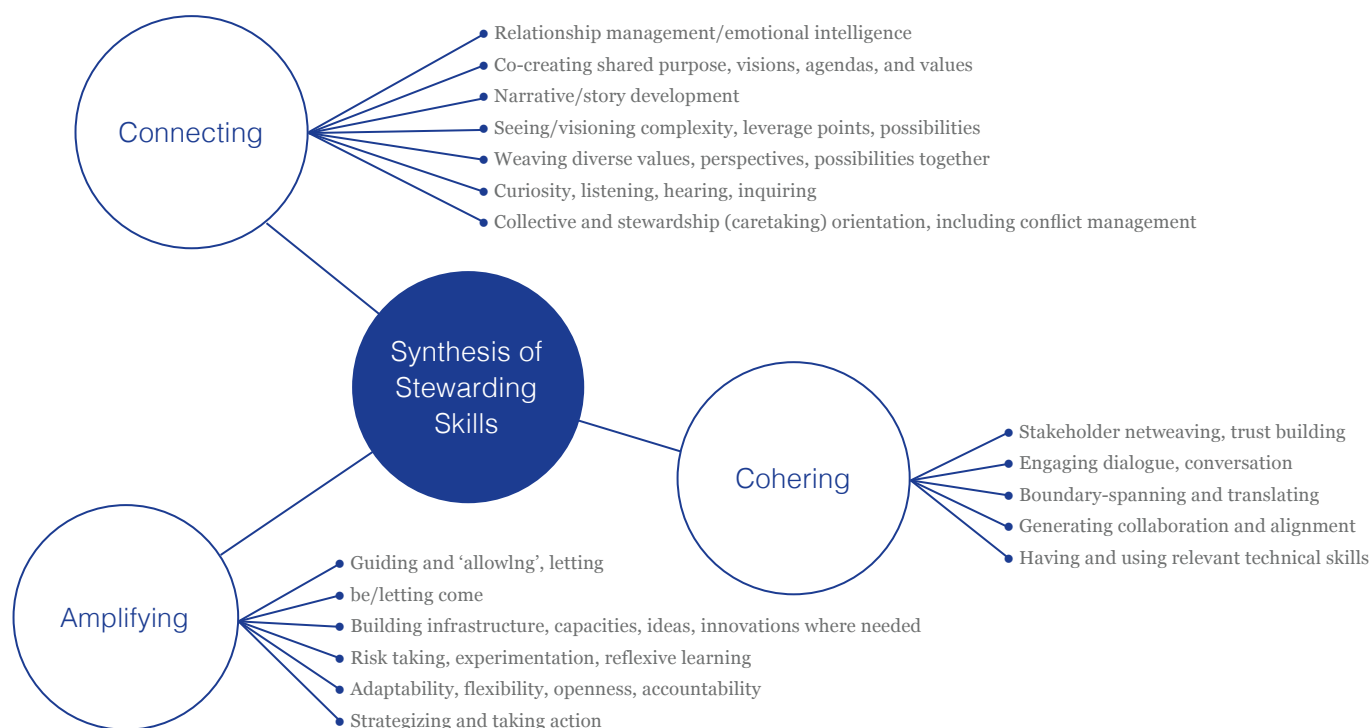 Connecting
Relationship management/emotional intelligence
Co-creating shared purpose, visions, agendas, and values
Narrative/story development
Seeing/visioning complexity, leverage points, possibilities
Weaving diverse values, perspectives, possibilities together
Curiosity, listening, hearing, inquiring
Collective and stewardship (caretaking) orientation, including conflict management
Synthesis of
Stewarding
Skills
Cohering
Stakeholder netweaving, trust building
Engaging dialogue, conversation
Boundary-spanning and translating
Generating collaboration and alignment
Having and using relevant technical skills
Amplifying
Guiding and ‘allowlng’, letting
be/letting come
Building infrastructure, capacities, ideas, innovations where needed
Risk taking, experimentation, reflexive learning
Adaptability, flexibility, openness, accountability
Strategizing and taking action